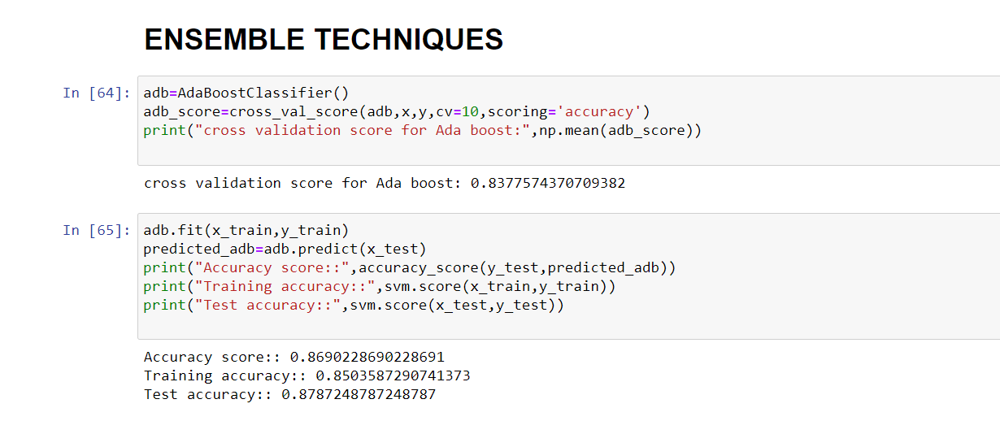 ENSEMBLE TECHNIQUES
In [64]: adb=AdaBoostClassifier()
adb_score=cross_val_score(adb,x,y,cv=10,scoring='accuracy')
print("cross validation score for Ada boost:",np.mean(adb_score))
cross validation score for Ada boost: 0.8377574370709382
In [65]: adb.fit(x_train,y_train)
predicted_adb=adb.predict(x_test)
print("Accuracy score::",accuracy_score(y_test,predicted_adb))
print("Training accuracy::",svm.score(x_train,y_train))
print("Test accuracy::",svm.score(x_test,y_test))
Accuracy score:: 0.8690228690228691
Training accuracy:: 0.8503587290741373
Test accuracy:: 0.8787248787248787